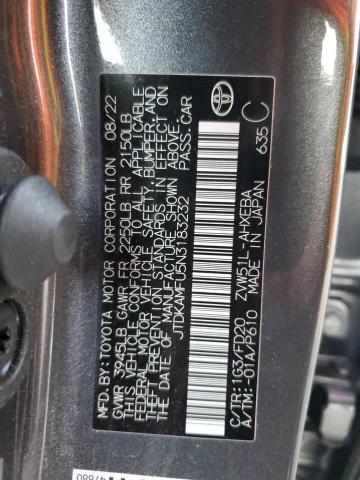 MFD.BY: TOYOTA MOTOR CORPORATION 08/22
GVWR 3945LB GAWR FR 2250LB RR 2150LB
THIS VEHICLE CONFORMS TO ALL APPLICABLE
FEDERAL MOTOR VEHICLE SAFETY, BUMPER, AND
THEFT PREVENTION STANDARDS IN EFFECT ON
THE DATE OF MANUFACTURE SHOWN ABOVE.
JTDKAMFU5N3183232 PASS.CAR
C/TR:1G3/FD20 ZVW51L-AHXEBA
A/TM:-01A/P610 MADE IN JAPAN 635 C
47880